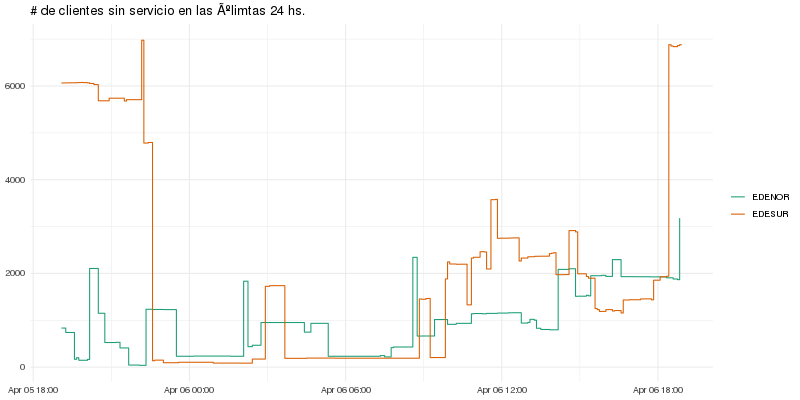 # de clientes sin servicio en las Ãºlimtas 24 hs.
6000
4000
2000
0
Apr 05 18:00
Apr 06 00:00
Apr 06 06:00
Apr 06 12:00
Apr 06 18:00
EDENOR
EDESUR